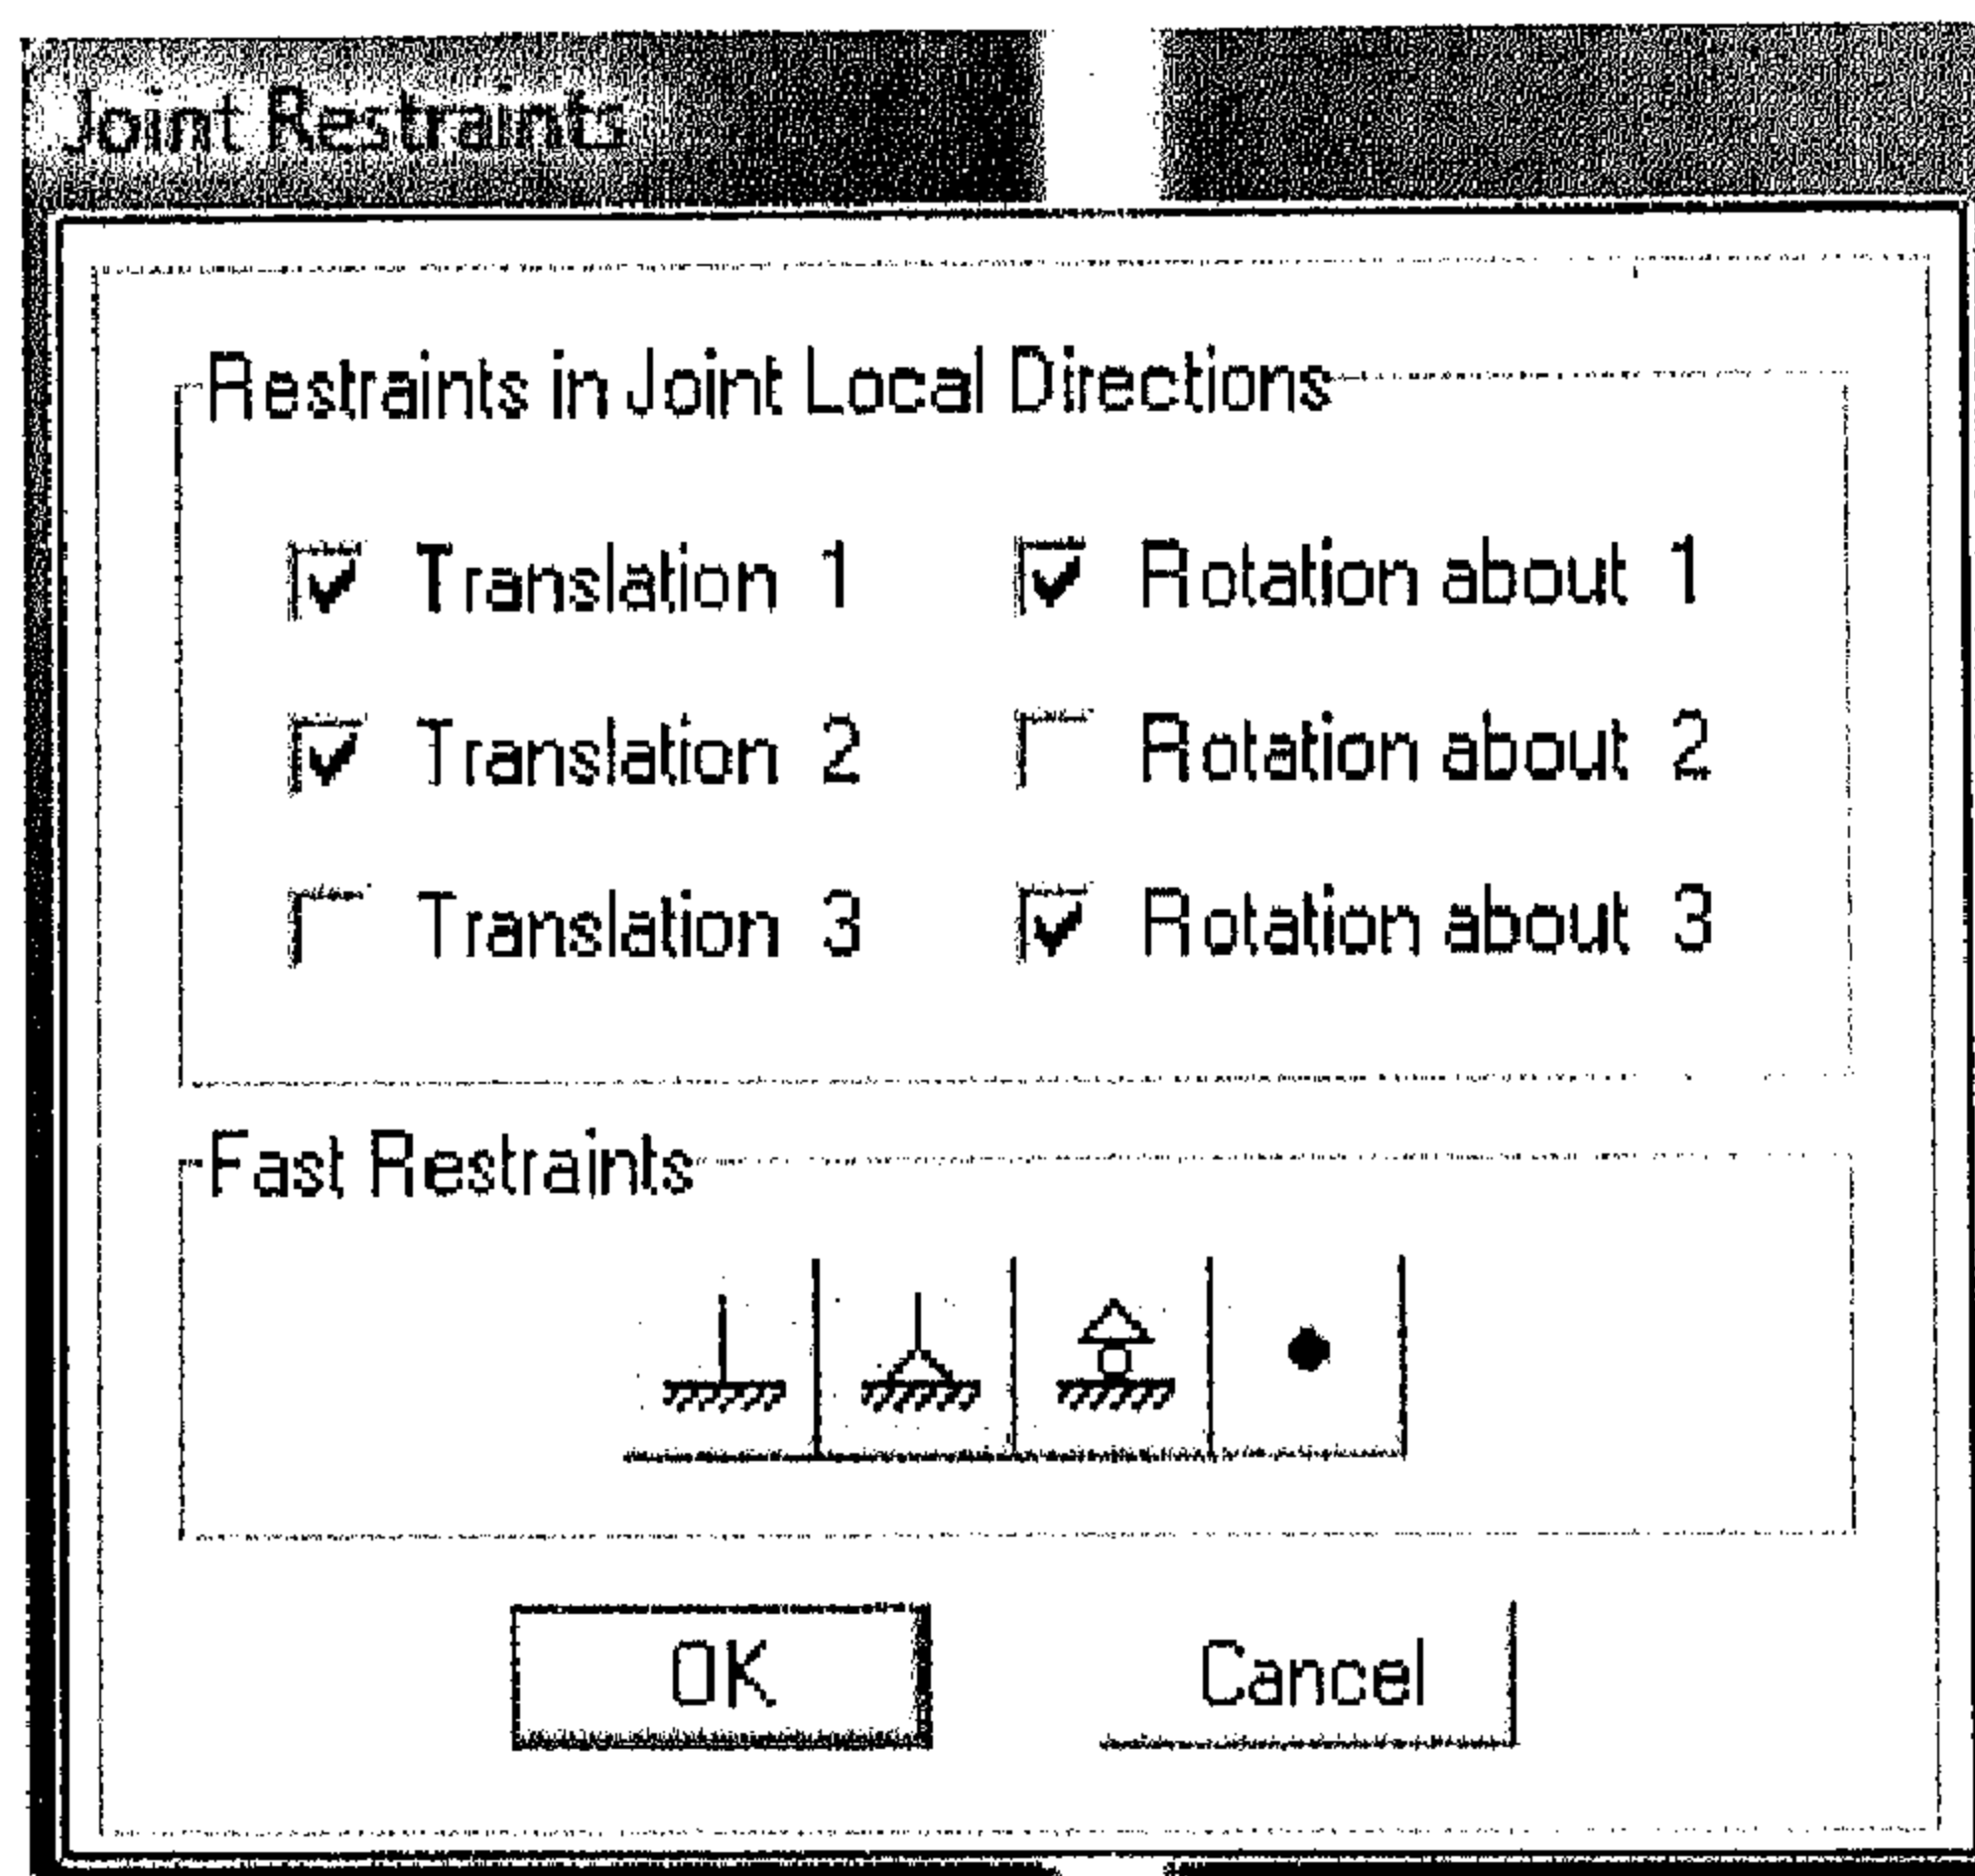 Joint Restraints
Restraints in Joint Local Directions
Translation 1 Rotation about 1
Translation 2 Rotation about 2
Translation 3 Rotation about 3
Fast Restraints
OK Cancel